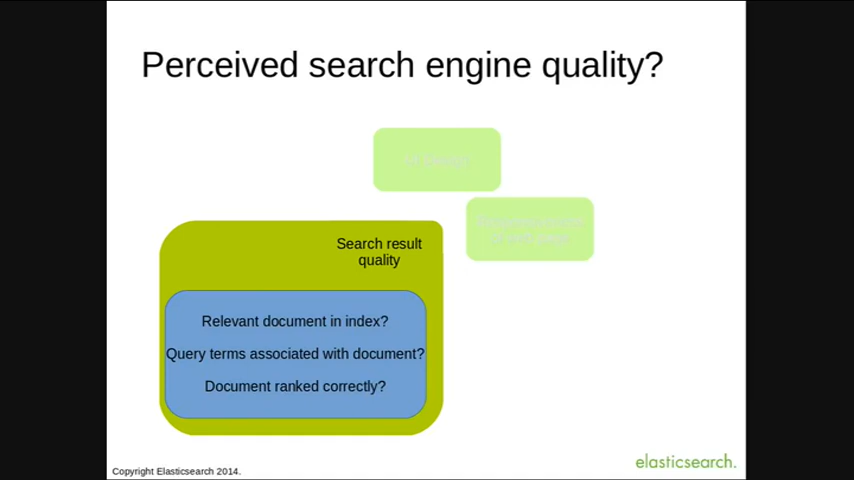 Perceived search engine quality?
Search result
quality
Relevant document in index?
Query terms associated with document?
Document ranked correctly?
Copyright Elasticsearch 2014.
elasticsearch.